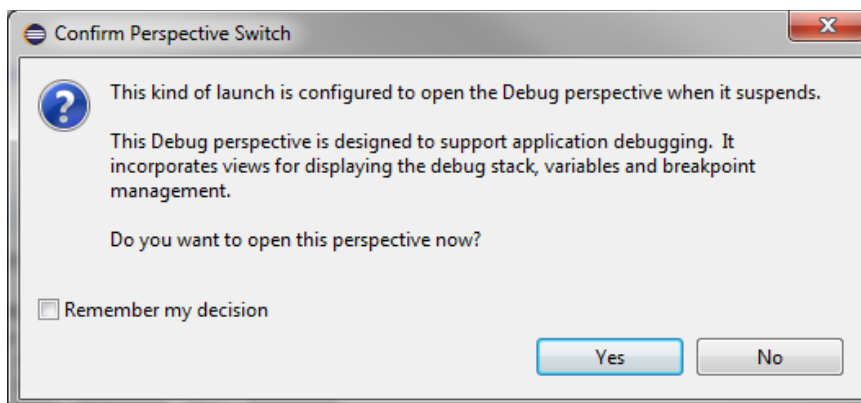 Confirm Perspective Switch
This kind of launch is configured to open the Debug perspective when it suspends.
This Debug perspective is designed to support application debugging.  It
incorporates views for displaying the debug stack, variables and breakpoint
management.
Do you want to open this perspective now?
Remember my decision
Yes
No